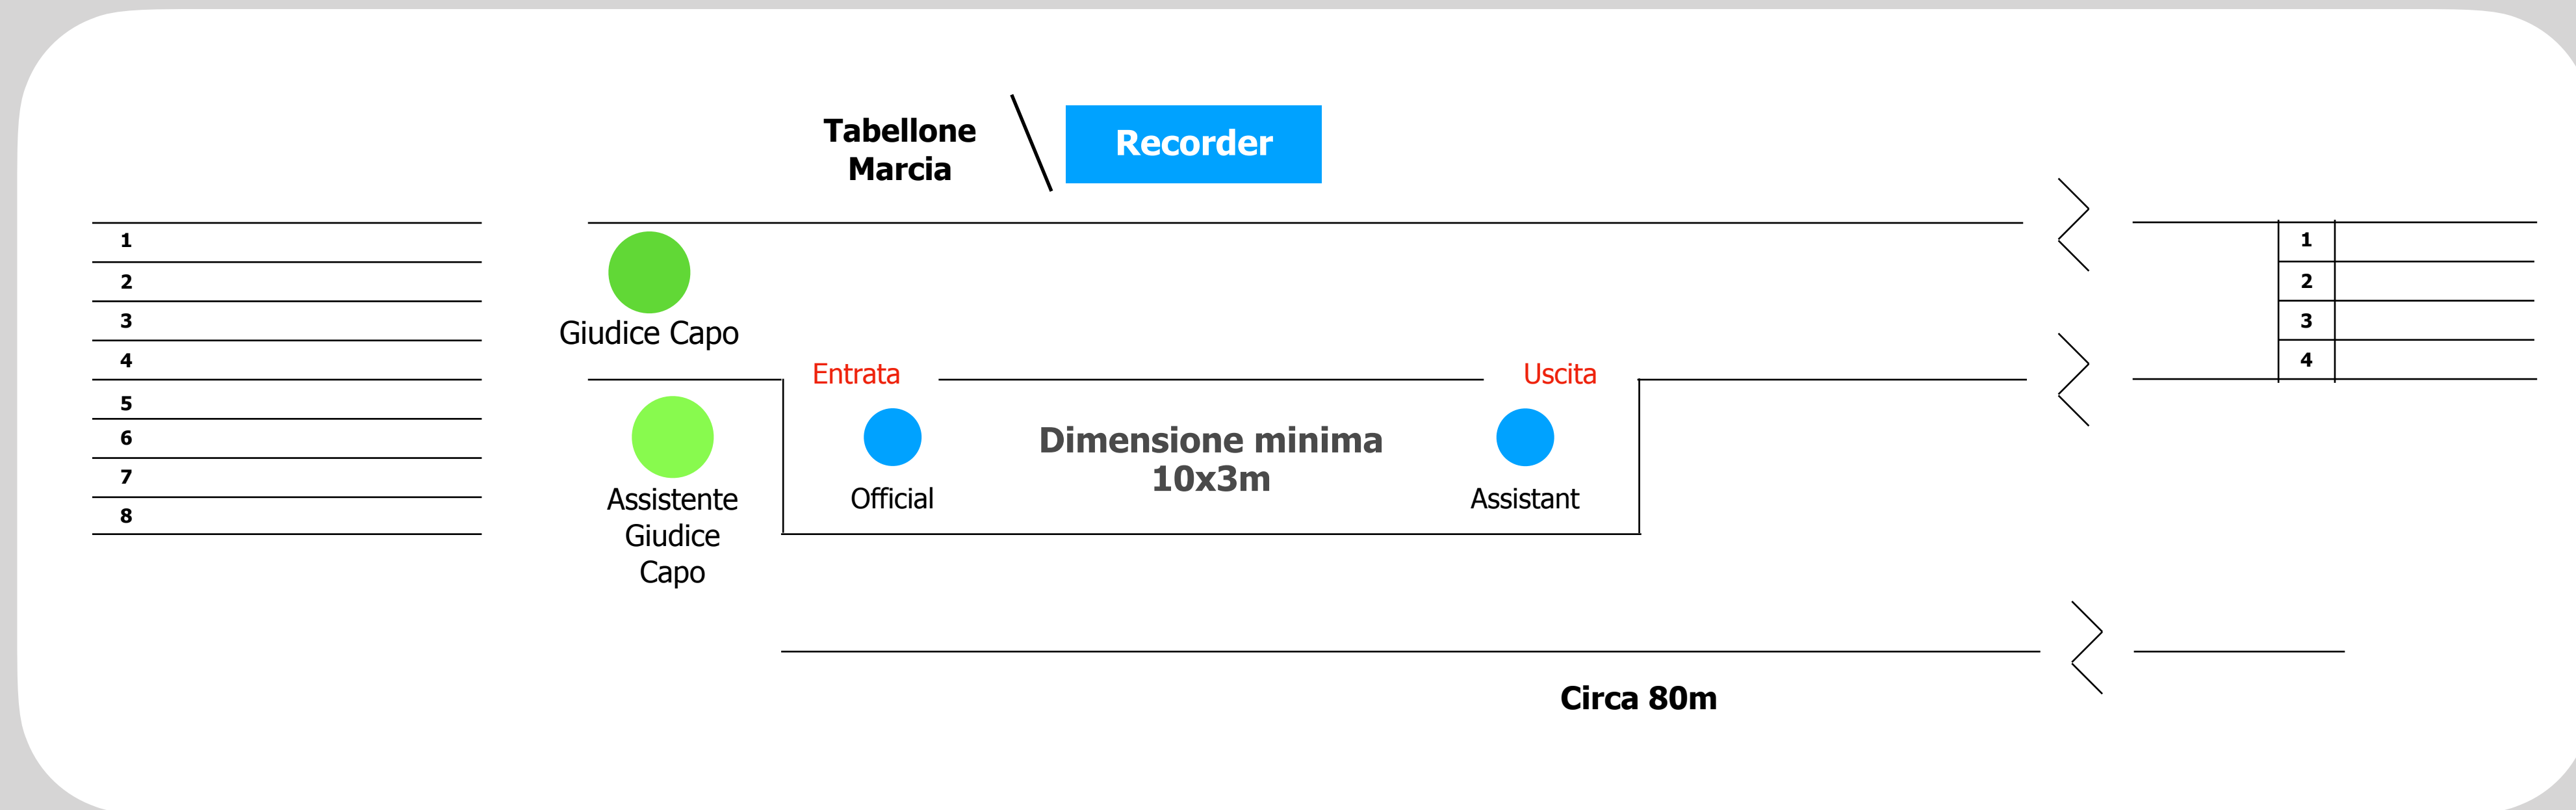 Tabellone
Marcia
Recorder
1
2
3
4
5
6
7
8
Giudice Capo
Assistente
Giudice
Capo
Entrata
Official
Dimensione minima
10x3m
Uscita
Assistant
1
2
3
4
Circa 80m